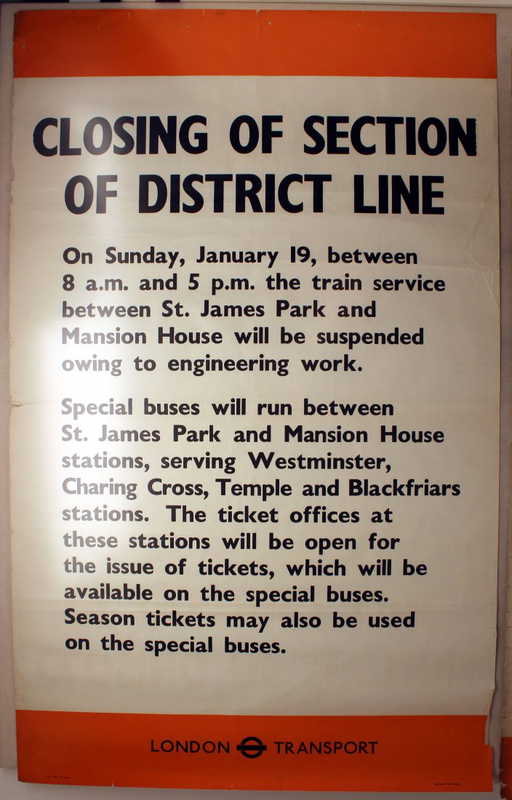 CLOSING OF SECTION
OF DISTRICT LINE
On Sunday, January 19, between
8 a.m. and 5 p.m. the train service
between St. James Park and
Mansion House will be suspended
owing to engineering work.
Special buses will run between
St. James Park and Mansion House
stations, serving Westminster,
Charing Cross, Temple and Blackfriars
stations. The ticket offices at
these stations will be open for
the issue of tickets, which will be
available on the special buses.
Season tickets may also be used
on the special buses.
LONDON TRANSPORT